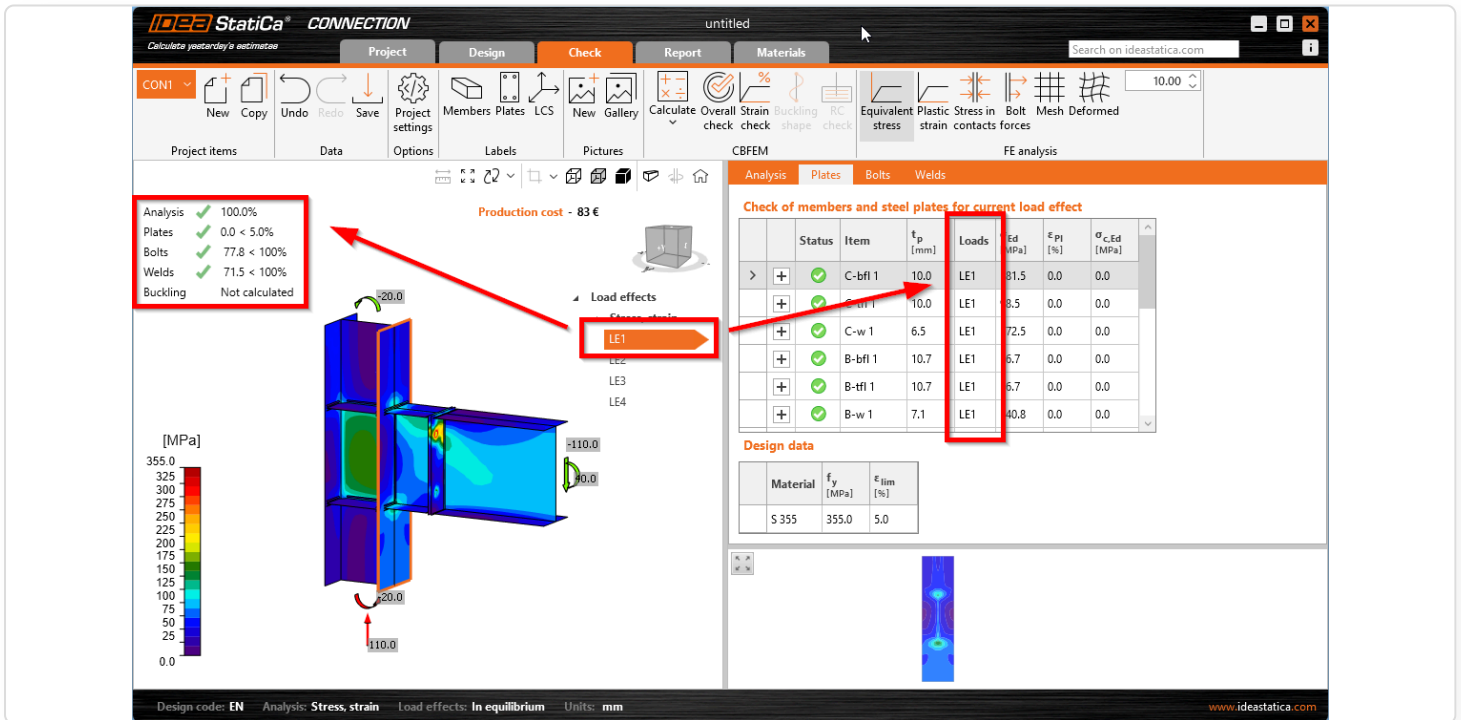 IDEA StatiCa® CONNECTION
untitled
Calculate yesterday's estimates
Project Design Check Report Materials
Search on ideastatica.com
i
CON1
New Copy Undo Redo Save Project settings Members Plates LCS New Gallery Calculate Overall check Strain check Buckling shape RC check Equivalent stress Plastic strain Stress in contacts Bolt forces Mesh Deformed 10.00
Project items Data Options Labels Pictures CBFEM FE analysis
Analysis 100.0%
Plates 0.0 < 5.0%
Bolts 77.8 < 100%
Welds 71.5 < 100%
Buckling Not calculated
Production cost - 83 €
Load effects
LE1
LE2
LE3
LE4
-20.0
-110.0
40.0
-20.0
110.0
[MPa]
355.0
325
300
275
250
225
200
175
150
125
100
75
50
25
0.0
Analysis Plates Bolts Welds
Check of members and steel plates for current load effect
Status Item tp [mm] Loads Ed [MPa] εPl [%] σc,Ed [MPa]
C-bfl 1 10.0 LE1 81.5 0.0 0.0
10.0 LE1 8.5 0.0 0.0
C-w 1 6.5 LE1 72.5 0.0 0.0
B-bfl 1 10.7 LE1 6.7 0.0 0.0
B-tfl 1 10.7 LE1 6.7 0.0 0.0
B-w 1 7.1 LE1 40.8 0.0 0.0
Design data
Material fy [MPa] εlim [%]
S 355 355.0 5.0
Design code: EN Analysis: Stress, strain Load effects: In equilibrium Units: mm
www.ideastatica.com